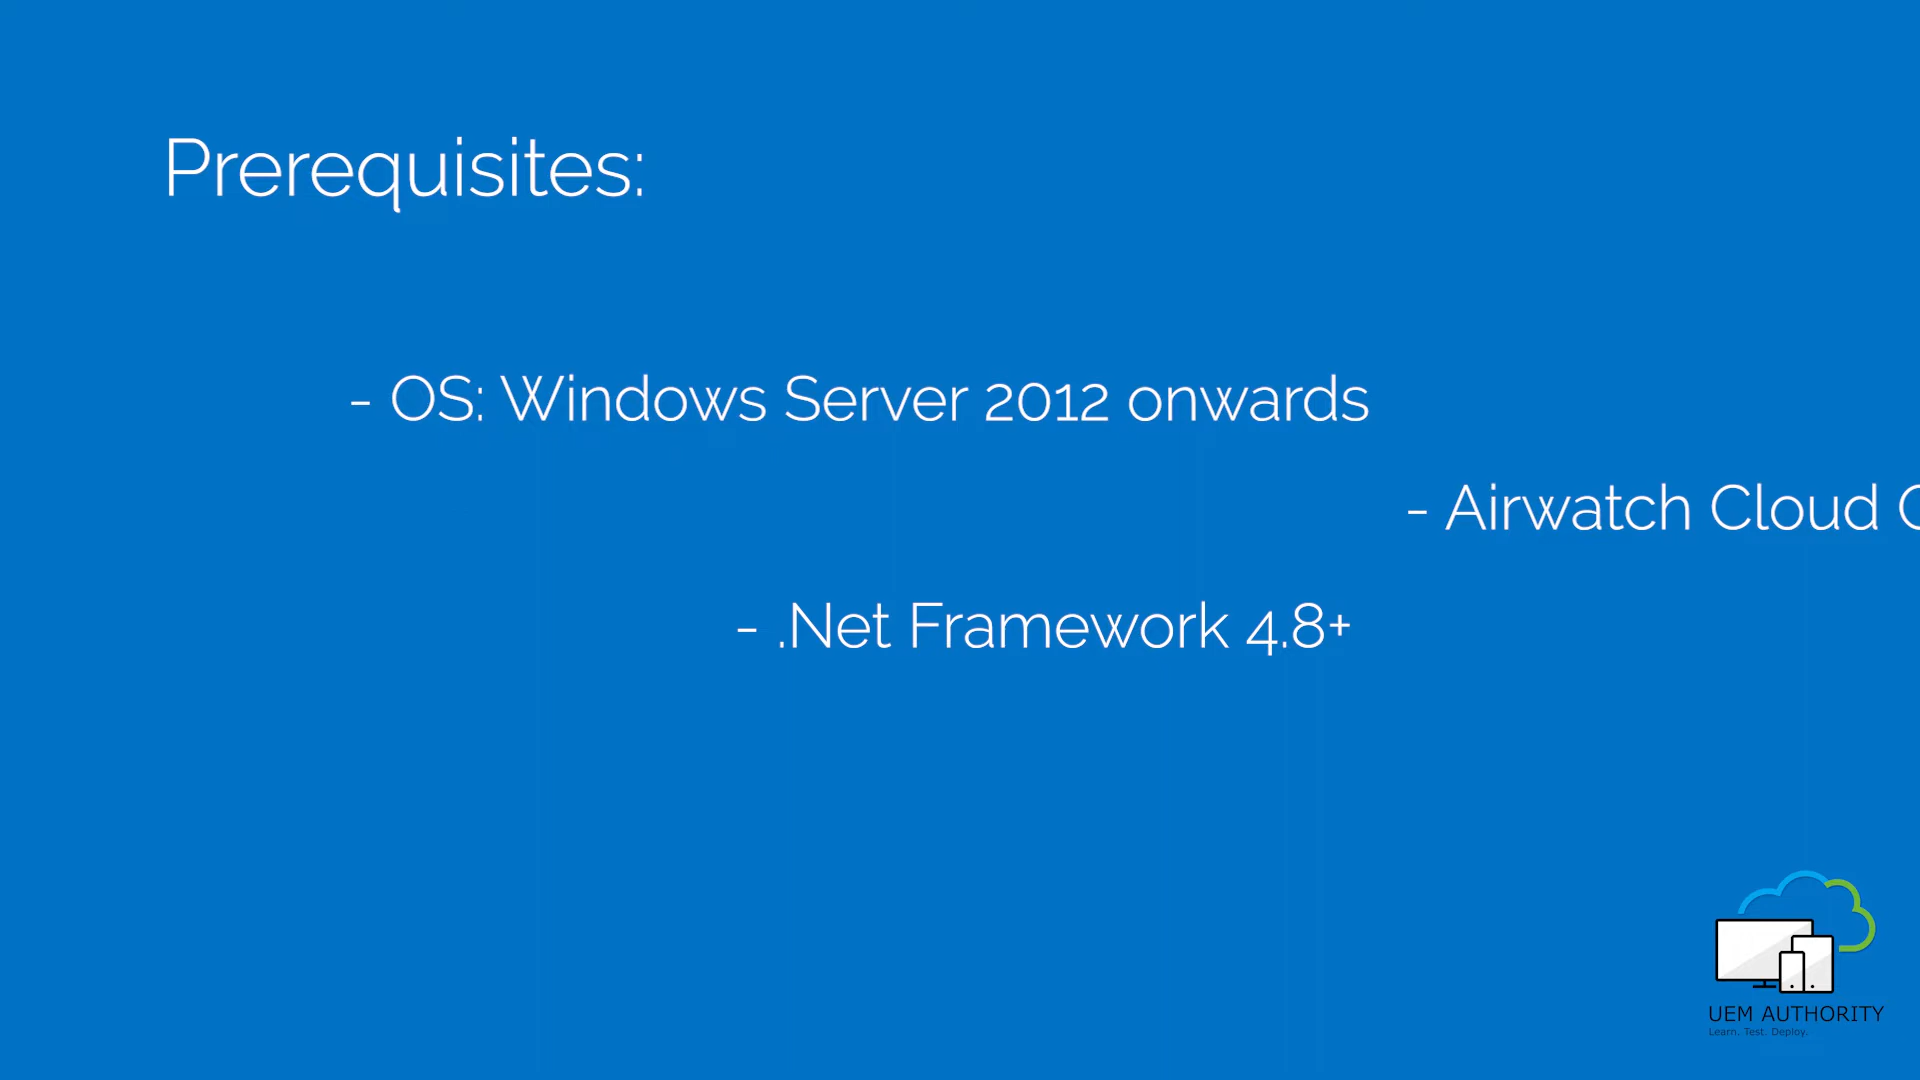 Prerequisites:
- OS: Windows Server 2012 onwards
- Airwatch Cloud
- .Net Framework 4.8+
UEM AUTHORITY
Learn. Test. Deploy.